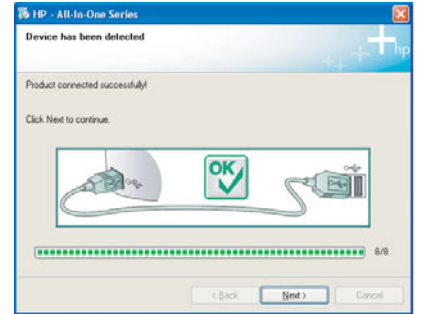 HP - All-In-One Series
Device has been detected
hp
Product connected successfully!
Click Next to continue.
OK
8/8
< Back
Next >
Cancel